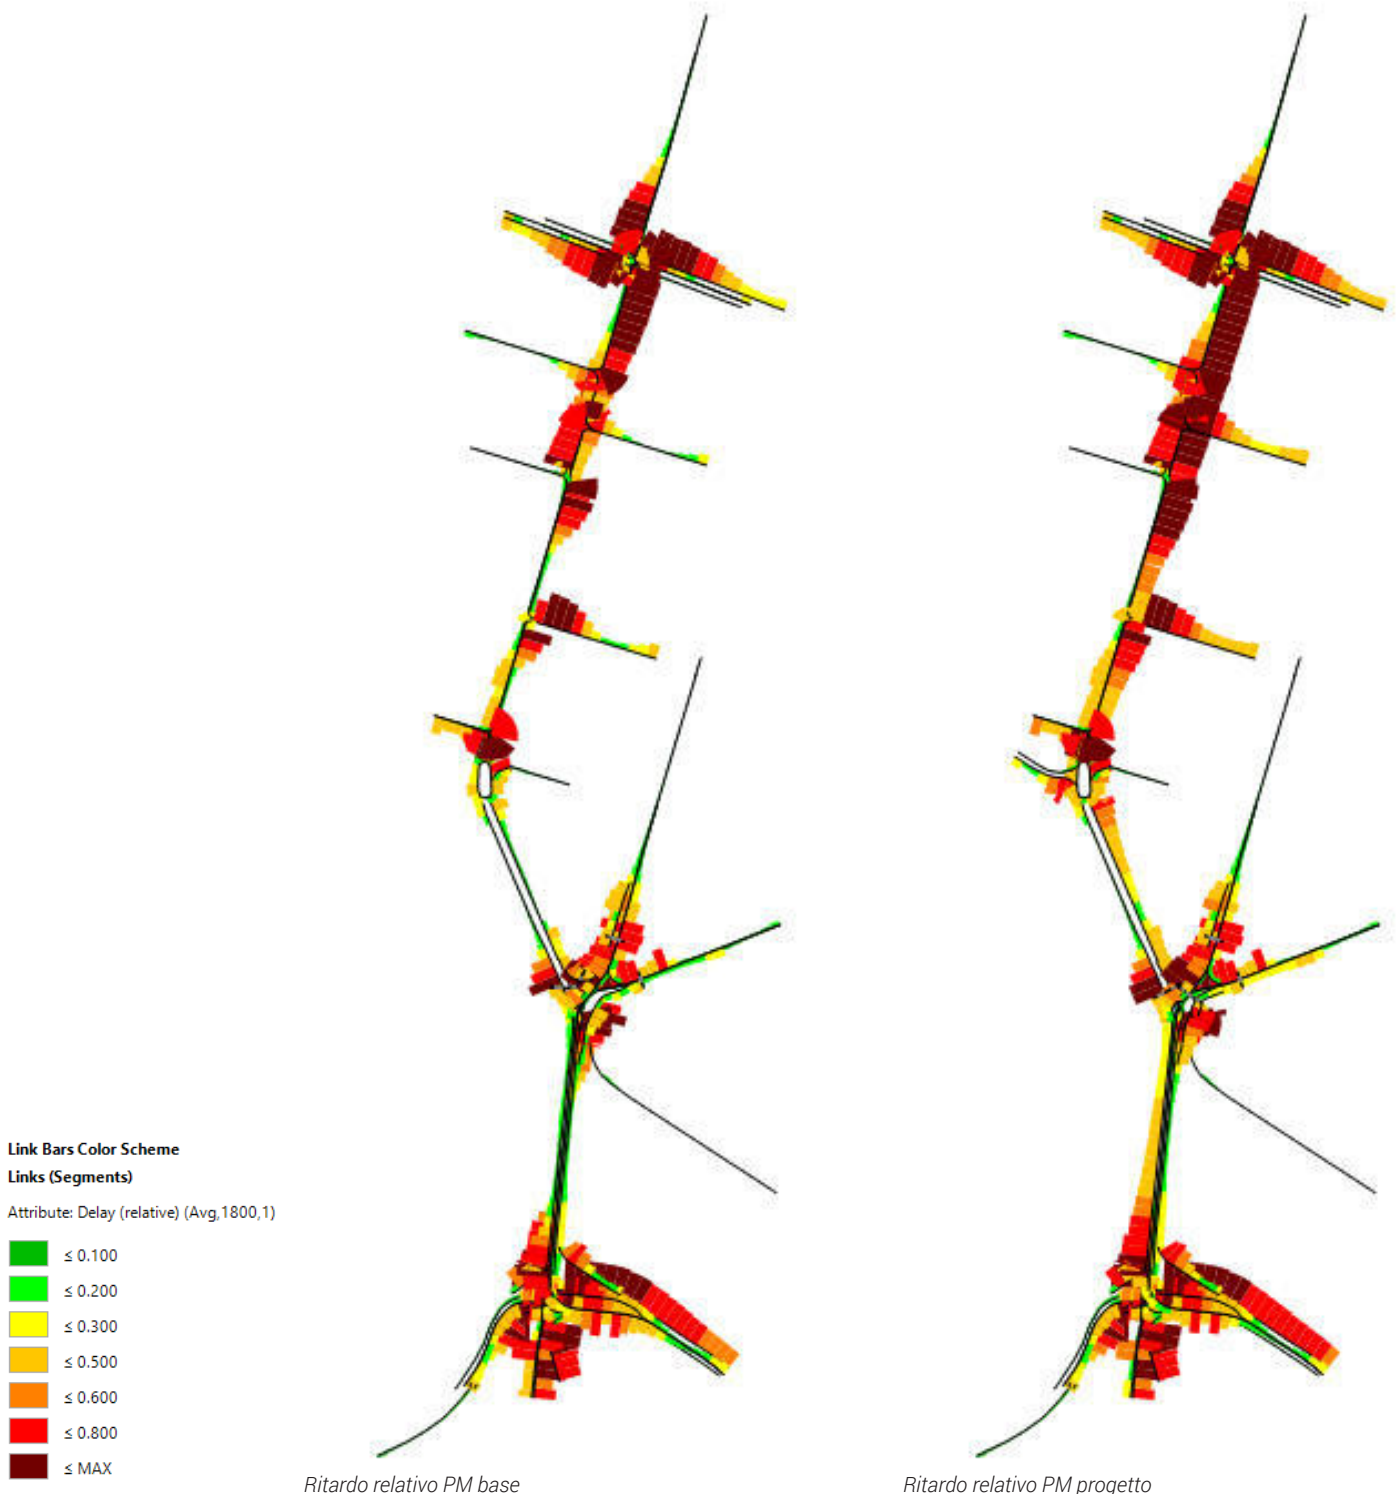 Link Bars Color Scheme
Links (Segments)
Attribute: Delay (relative) (Avg,1800,1)
≤ 0.100
≤ 0.200
≤ 0.300
≤ 0.500
≤ 0.600
≤ 0.800
≤ MAX
Ritardo relativo PM base
Ritardo relativo PM progetto